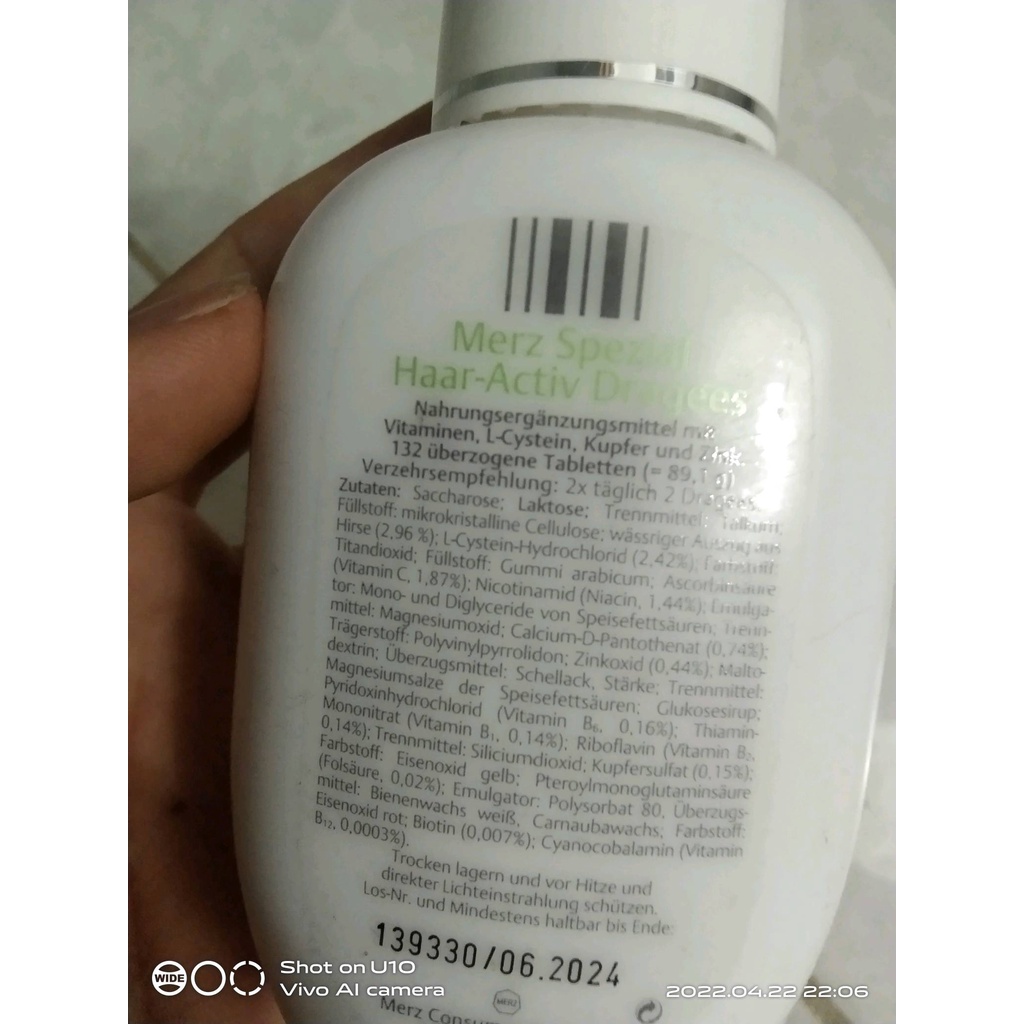 Merz Spezial
Haar-Activ Dragees
Nahrungsergänzungsmittel mit
Vitaminen, L-Cystein, Kupfer und Zink.
132 überzogene Tabletten (= 89,1 g)
Verzehrsempfehlung: 2x täglich 2 Dragees.
Zutaten: Saccharose; Laktose; Trennmittel: Talkum;
Füllstoff: mikrokristalline Cellulose; wässriger Auszug aus
Hirse (2,96 %); L-Cystein-Hydrochlorid (2,42%); Farbstoff:
Titandioxid; Füllstoff: Gummi arabicum; Ascorbinsäure
(Vitamin C, 1,87%); Nicotinamid (Niacin, 1,44%); Emulga-
tor: Mono- und Diglyceride von Speisefettsäuren; Trenn-
mittel: Magnesiumoxid; Calcium-D-Pantothenat (0,74%);
Trägerstoff: Polyvinylpyrrolidon; Zinkoxid (0,44%); Malto-
dextrin; Überzugsmittel: Schellack, Stärke; Trennmittel:
Magnesiumsalze der Speisefettsäuren; Glukosesirup;
Pyridoxinhydrochlorid (Vitamin B₆, 0,16%); Thiamin-
Mononitrat (Vitamin B₁, 0,14%); Riboflavin (Vitamin B₂,
0,14%); Trennmittel: Siliciumdioxid; Kupfersulfat (0,15%);
Farbstoff: Eisenoxid gelb; Pteroylmonoglutaminsäure
(Folsäure, 0,02%); Emulgator: Polysorbat 80, Überzugs-
mittel: Bienenwachs weiß, Carnaubawachs; Farbstoff:
Eisenoxid rot; Biotin (0,007%); Cyanocobalamin (Vitamin
B₁₂, 0,0003%).
Trocken lagern und vor Hitze und
direkter Lichteinstrahlung schützen.
Los-Nr. und Mindestens haltbar bis Ende:
139330/06.2024
MERZ
Merz
WIDE
Shot on U10
Vivo AI camera
2022.04.22 22:06